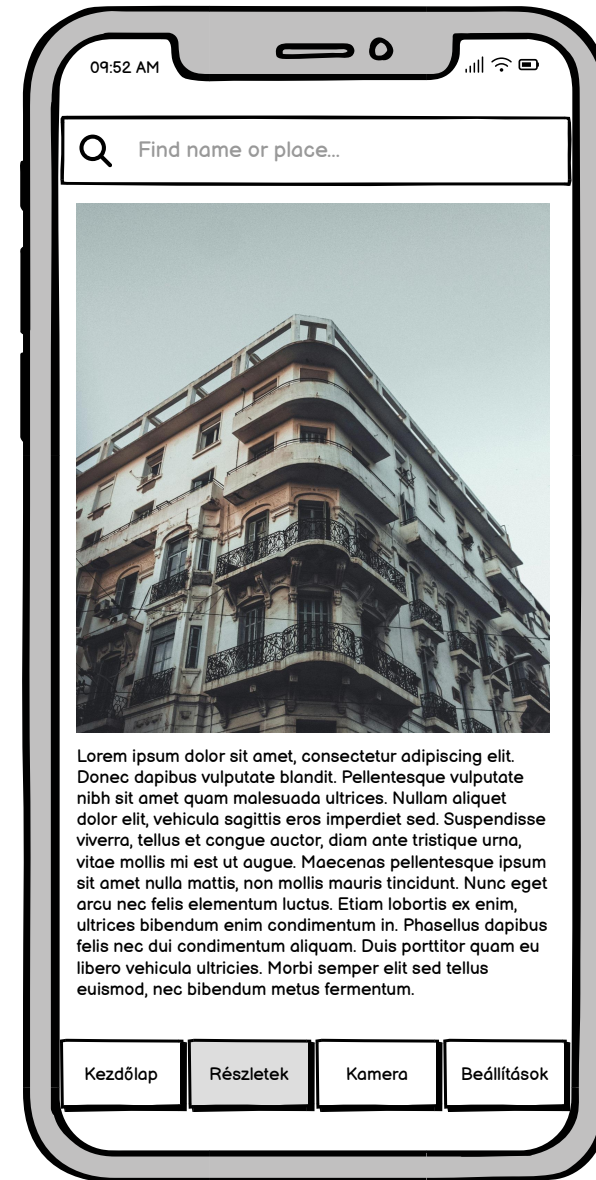 09:52 AM
Find name or place...
Lorem ipsum dolor sit amet, consectetur adipiscing elit.
Donec dapibus vulputate blandit. Pellentesque vulputate
nibh sit amet quam malesuada ultrices. Nullam aliquet
dolor elit, vehicula sagittis eros imperdiet sed. Suspendisse
viverra, tellus et congue auctor, diam ante tristique urna,
vitae mollis mi est ut augue. Maecenas pellentesque ipsum
sit amet nulla mattis, non mollis mauris tincidunt. Nunc eget
arcu nec felis elementum luctus. Etiam lobortis ex enim,
ultrices bibendum enim condimentum in. Phasellus dapibus
felis nec dui condimentum aliquam. Duis porttitor quam eu
libero vehicula ultricies. Morbi semper elit sed tellus
euismod, nec bibendum metus fermentum.
Kezdőlap Részletek Kamera Beállítások